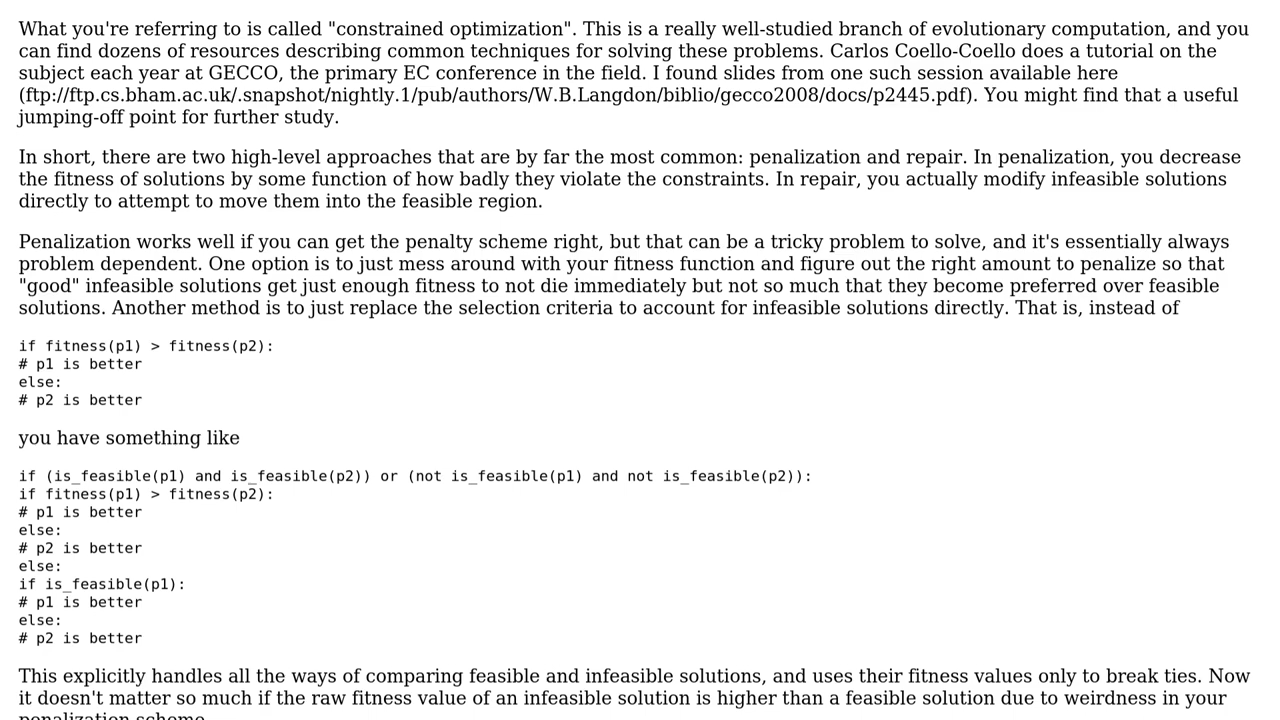 What you're referring to is called "constrained optimization". This is a really well-studied branch of evolutionary computation, and you
can find dozens of resources describing common techniques for solving these problems. Carlos Coello-Coello does a tutorial on the
subject each year at GECCO, the primary EC conference in the field. I found slides from one such session available here
(ftp://ftp.cs.bham.ac.uk/.snapshot/nightly.1/pub/authors/W.B.Langdon/biblio/gecco2008/docs/p2445.pdf). You might find that a useful
jumping-off point for further study.
In short, there are two high-level approaches that are by far the most common: penalization and repair. In penalization, you decrease
the fitness of solutions by some function of how badly they violate the constraints. In repair, you actually modify infeasible solutions
directly to attempt to move them into the feasible region.
Penalization works well if you can get the penalty scheme right, but that can be a tricky problem to solve, and it's essentially always
problem dependent. One option is to just mess around with your fitness function and figure out the right amount to penalize so that
"good" infeasible solutions get just enough fitness to not die immediately but not so much that they become preferred over feasible
solutions. Another method is to just replace the selection criteria to account for infeasible solutions directly. That is, instead of
if fitness(p1) > fitness(p2):
# p1 is better
else:
# p2 is better
you have something like
if (is_feasible(p1) and is_feasible(p2)) or (not is_feasible(p1) and not is_feasible(p2)):
if fitness(p1) > fitness(p2):
# p1 is better
else:
# p2 is better
else:
if is_feasible(p1):
# p1 is better
else:
# p2 is better
This explicitly handles all the ways of comparing feasible and infeasible solutions, and uses their fitness values only to break ties. Now
it doesn't matter so much if the raw fitness value of an infeasible solution is higher than a feasible solution due to weirdness in your
penalization scheme.